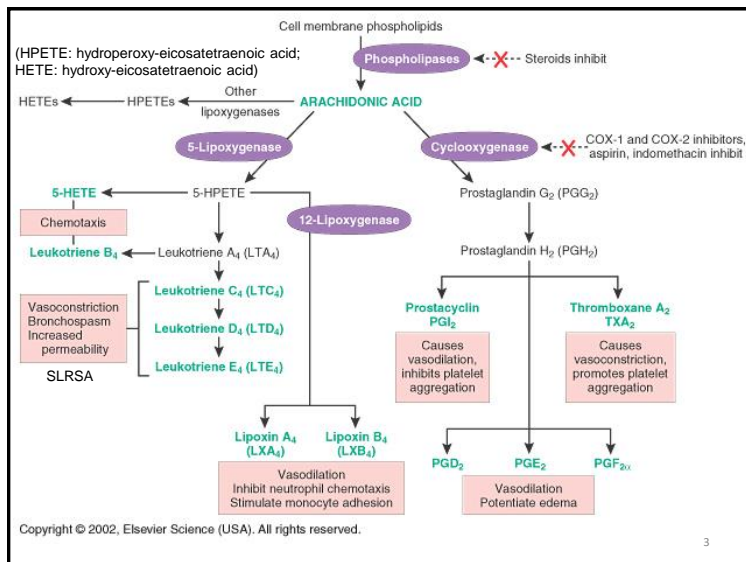 Cell membrane phospholipids
(HPETE: hydroperoxy-eicosatetraenoic acid;
HETE: hydroxy-eicosatetraenoic acid)
Phospholipases
Steroids inhibit
HETEs
HPETEs
Other
lipoxygenases
ARACHIDONIC ACID
5-Lipoxygenase
Cyclooxygenase
COX-1 and COX-2 inhibitors,
aspirin, indomethacin inhibit
5-HETE
5-HPETE
Prostaglandin G₂ (PGG₂)
12-Lipoxygenase
Chemotaxis
Leukotriene B₄
Leukotriene A₄ (LTA₄)
Prostaglandin H₂ (PGH₂)
Vasoconstriction
Bronchospasm
Increased
permeability
Leukotriene C₄ (LTC₄)
Leukotriene D₄ (LTD₄)
Leukotriene E₄ (LTE₄)
SLRSA
Prostacyclin
PGI₂
Causes
vasodilation,
inhibits platelet
aggregation
Thromboxane A₂
TXA₂
Causes
vasoconstriction,
promotes platelet
aggregation
Lipoxin A₄
(LXA₄)
Lipoxin B₄
(LXB₄)
Vasodilation
Inhibit neutrophil chemotaxis
Stimulate monocyte adhesion
PGD₂
PGE₂
PGF₂α
Vasodilation
Potentiate edema
Copyright © 2002, Elsevier Science (USA). All rights reserved.
3